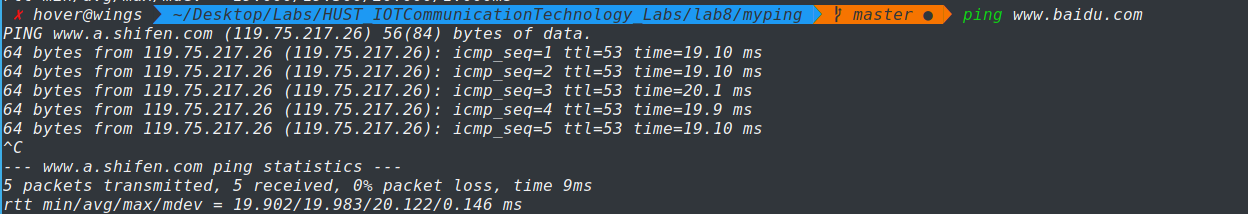 ✗ hover@wings ~/Desktop/Labs/HUST_IOTCommunicationTechnology_Labs/lab8/myping master ● ping www.baidu.com
PING www.a.shifen.com (119.75.217.26) 56(84) bytes of data.
64 bytes from 119.75.217.26 (119.75.217.26): icmp_seq=1 ttl=53 time=19.10 ms
64 bytes from 119.75.217.26 (119.75.217.26): icmp_seq=2 ttl=53 time=19.10 ms
64 bytes from 119.75.217.26 (119.75.217.26): icmp_seq=3 ttl=53 time=20.1 ms
64 bytes from 119.75.217.26 (119.75.217.26): icmp_seq=4 ttl=53 time=19.9 ms
64 bytes from 119.75.217.26 (119.75.217.26): icmp_seq=5 ttl=53 time=19.10 ms
^C
--- www.a.shifen.com ping statistics ---
5 packets transmitted, 5 received, 0% packet loss, time 9ms
rtt min/avg/max/mdev = 19.902/19.983/20.122/0.146 ms